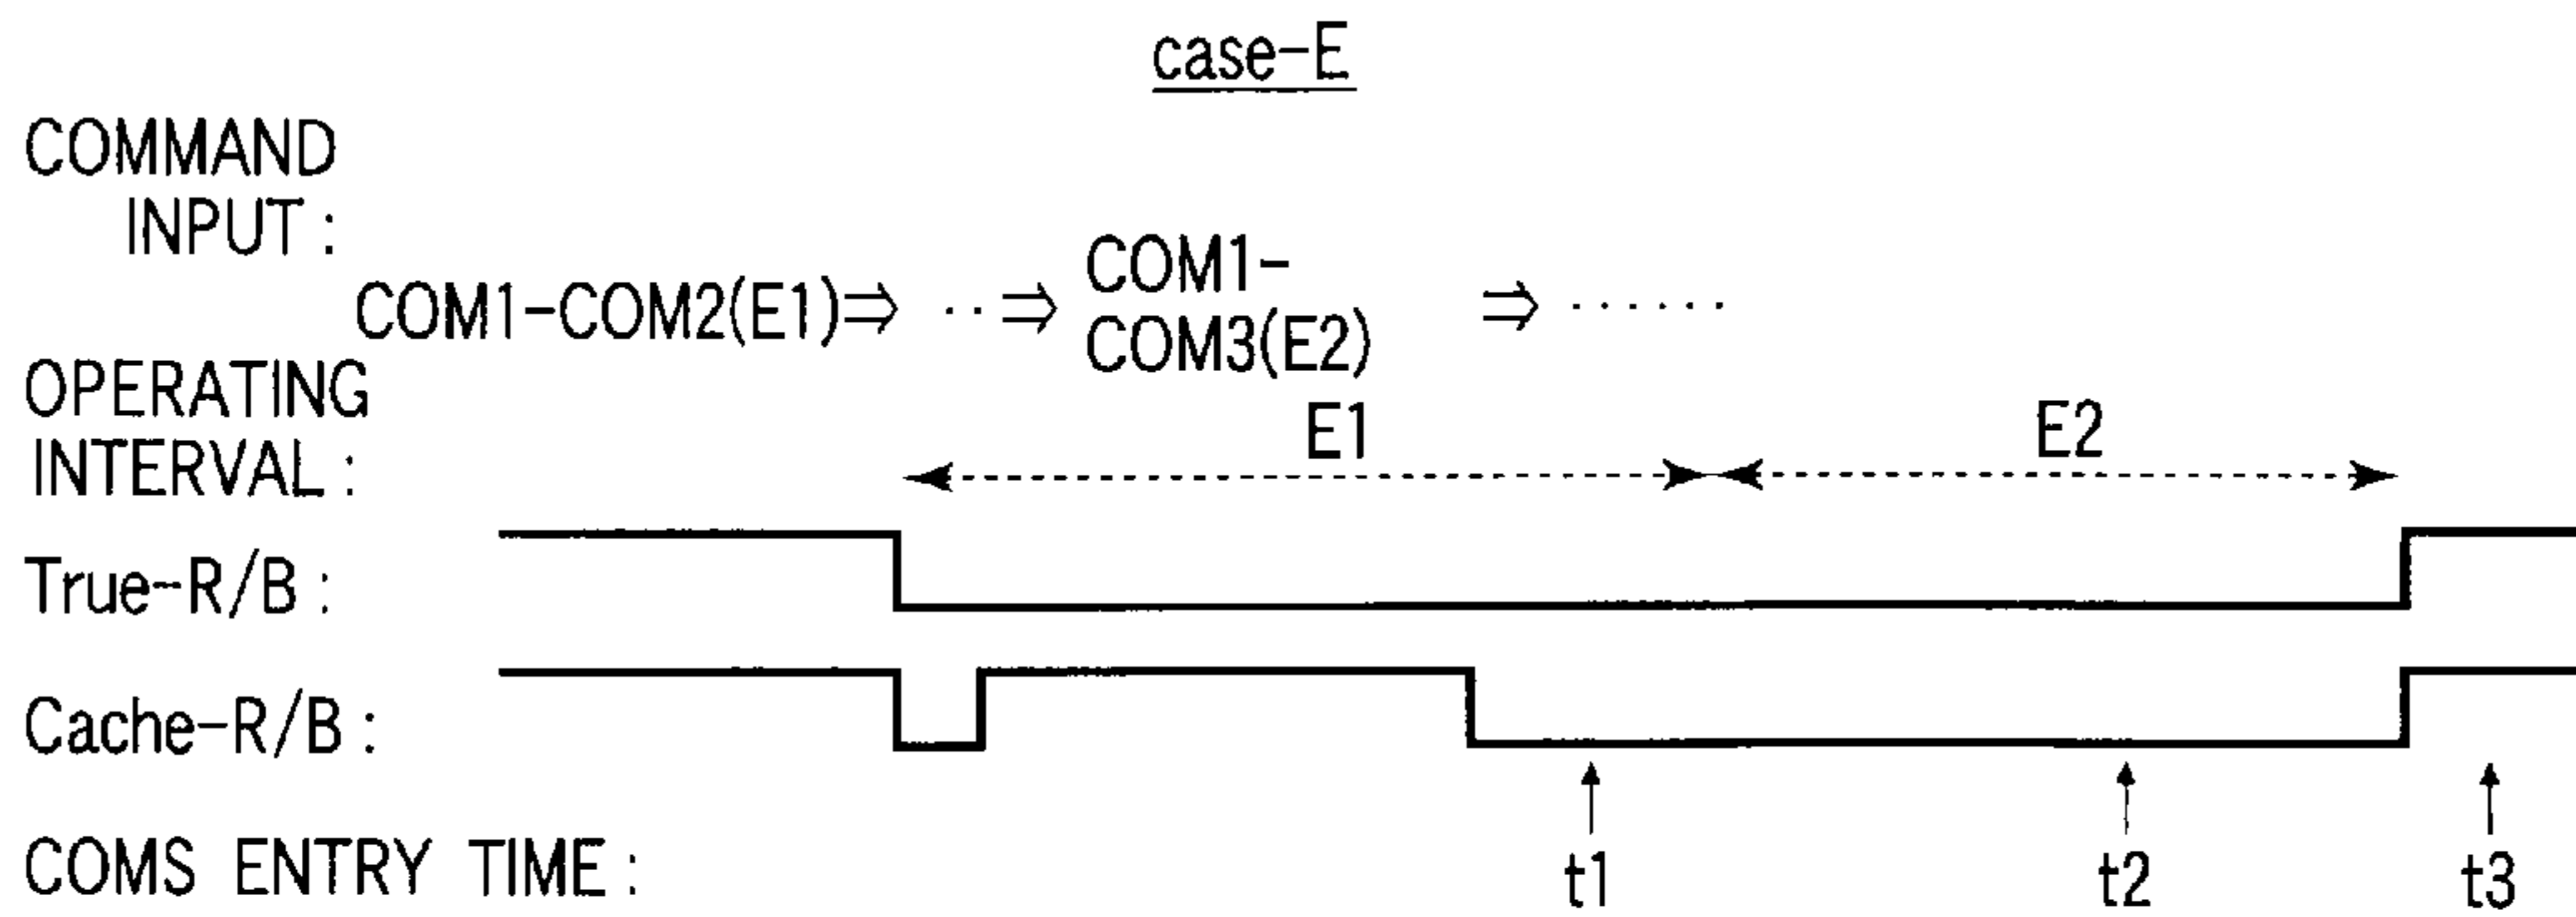 case-E
COMMAND
INPUT :
COM1-COM2(E1)⇒ ‥⇒ COM1-
COM3(E2) ⇒ ······
OPERATING
INTERVAL :
E1 E2
True-R/B :
Cache-R/B :
COMS ENTRY TIME : t1 t2 t3